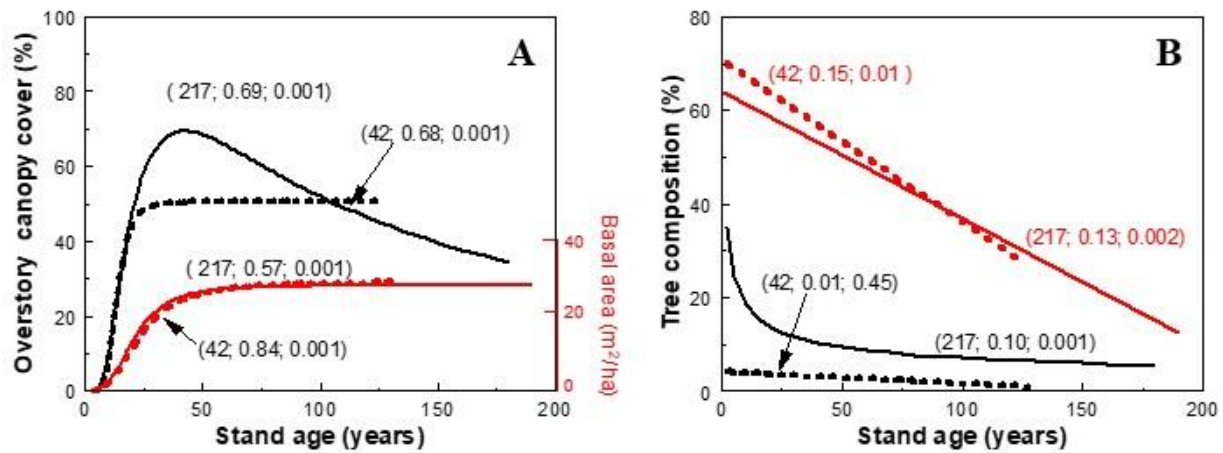 100
80
60
40
20
0
Overstory canopy cover (%)
A
( 217; 0.69; 0.001)
(42; 0.68; 0.001)
( 217; 0.57; 0.001)
(42; 0.84; 0.001)
40
20
0
Basal area (m²/ha)
0
50
100
150
200
Stand age (years)
80
60
40
20
0
Tree composition (%)
B
(42; 0.15; 0.01 )
(217; 0.13; 0.002)
(42; 0.01; 0.45)
(217; 0.10; 0.001)
0
50
100
150
200
Stand age (years)